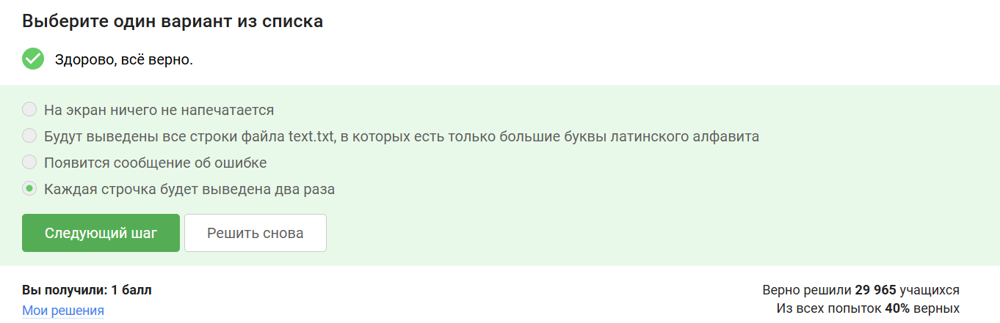 Выберите один вариант из списка
Здорово, всё верно.
На экран ничего не напечатается
Будут выведены все строки файла text.txt, в которых есть только большие буквы латинского алфавита
Появится сообщение об ошибке
Каждая строчка будет выведена два раза
Следующий шаг
Решить снова
Вы получили: 1 балл
Мои решения
Верно решили 29 965 учащихся
Из всех попыток 40% верных